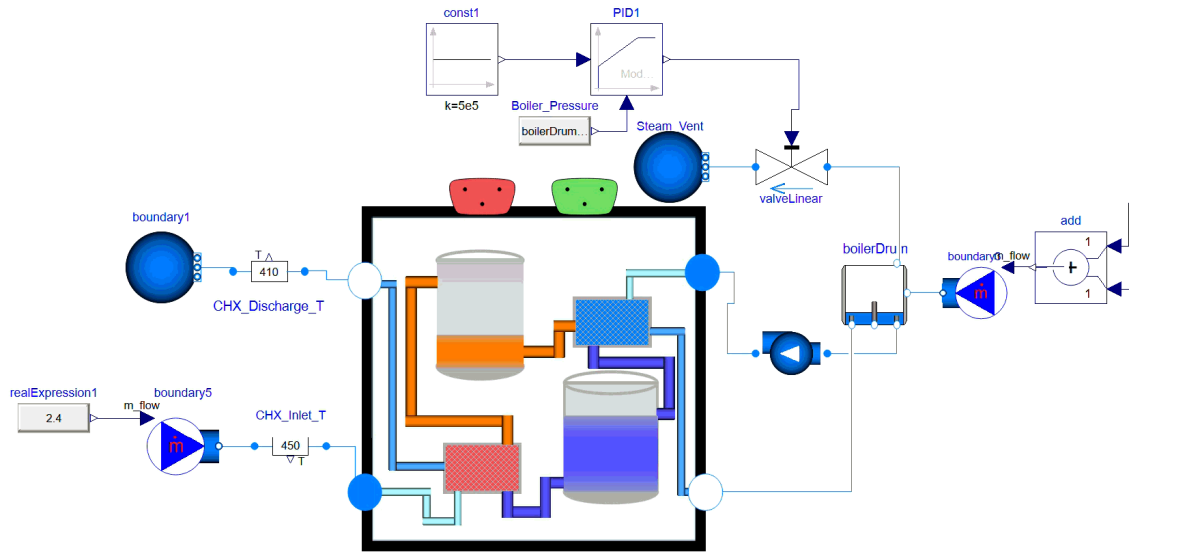 const1
PID1
Mod...
k=5e5
Boiler_Pressure
boilerDrum...
Steam_Vent
valveLinear
boundary1
T
410
CHX_Discharge_T
add
1
1
boilerDrum
m_flow
ṁ
realExpression1
2.4
m_flow
boundary5
ṁ
CHX_Inlet_T
450
T